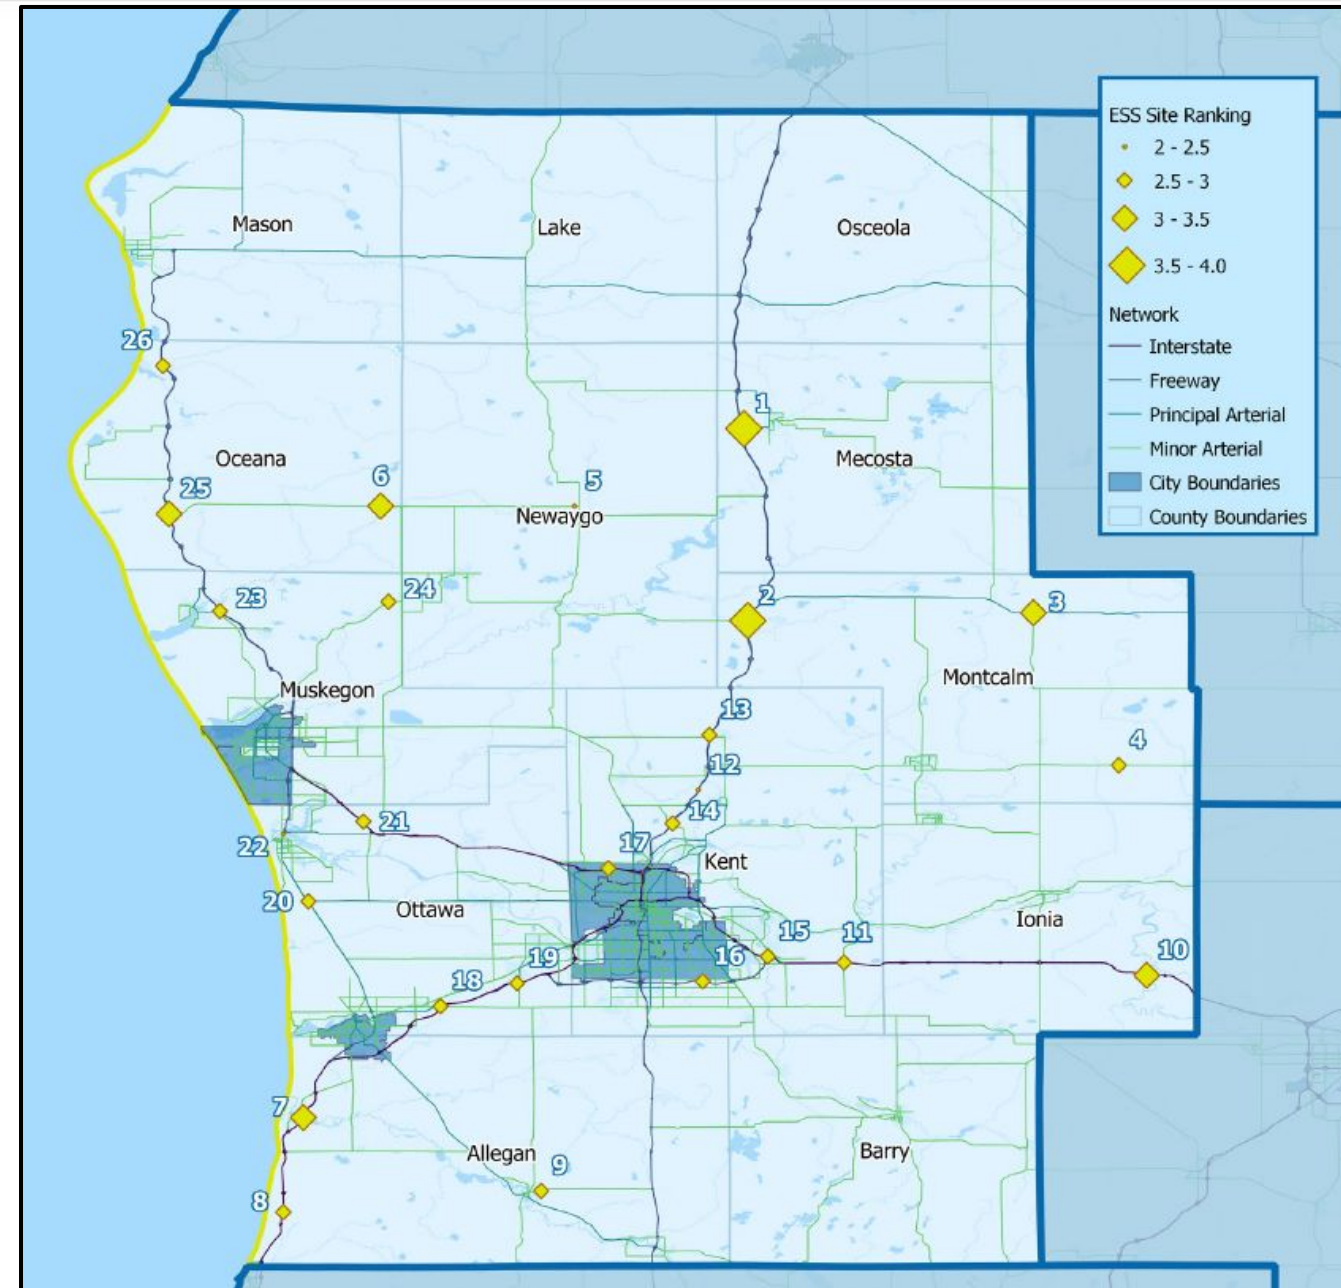 ESS Site Ranking
2 - 2.5
2.5 - 3
3 - 3.5
3.5 - 4.0
Network
Interstate
Freeway
Principal Arterial
Minor Arterial
City Boundaries
County Boundaries
Mason
Lake
Osceola
26
1
Oceana
Mecosta
6
5
25
Newaygo
24
23
2
3
Montcalm
Muskegon
13
4
12
14
21
22
17
Kent
20
Ottawa
Ionia
15
11
10
19
16
18
7
Allegan
Barry
9
8